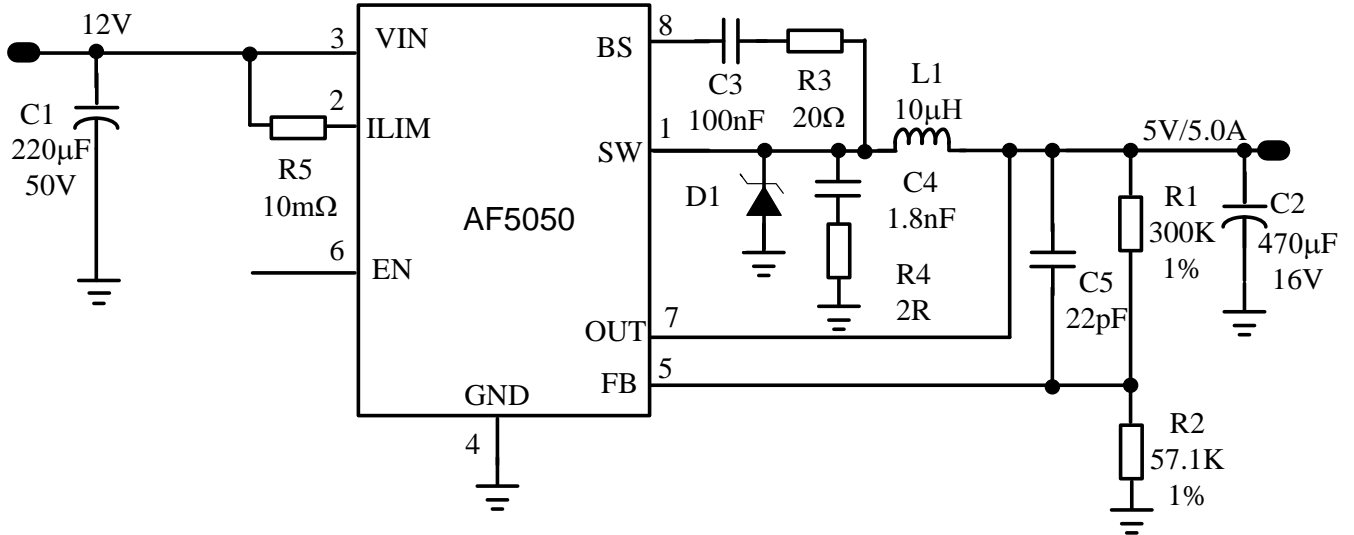 12V
3
VIN
8
BS
C1
220μF
50V
2
ILIM
R5
10mΩ
C3
100nF
R3
20Ω
L1
10μH
1
SW
5V/5.0A
AF5050
D1
C4
1.8nF
R4
2R
6
EN
C5
22pF
R1
300K
1%
C2
470μF
16V
OUT
7
FB
5
GND
4
R2
57.1K
1%